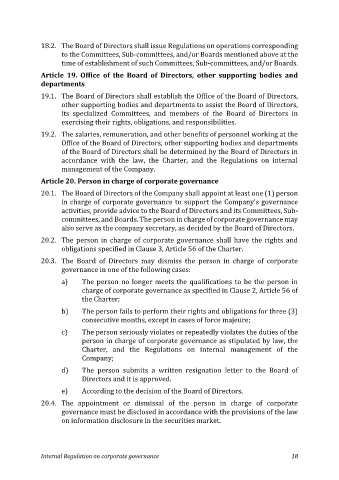 18.2. The Board of Directors shall issue Regulations on operations corresponding
to the Committees, Sub-committees, and/or Boards mentioned above at the
time of establishment of such Committees, Sub-committees, and/or Boards.
Article 19. Office of the Board of Directors, other supporting bodies and
departments
19.1. The Board of Directors shall establish the Office of the Board of Directors,
other supporting bodies and departments to assist the Board of Directors,
its specialized Committees, and members of the Board of Directors in
exercising their rights, obligations, and responsibilities.
19.2. The salaries, remuneration, and other benefits of personnel working at the
Office of the Board of Directors, other supporting bodies and departments
of the Board of Directors shall be determined by the Board of Directors in
accordance with the law, the Charter, and the Regulations on internal
management of the Company.
Article 20. Person in charge of corporate governance
20.1. The Board of Directors of the Company shall appoint at least one (1) person
in charge of corporate governance to support the Company's governance
activities, provide advice to the Board of Directors and its Committees, Sub-
committees, and Boards. The person in charge of corporate governance may
also serve as the company secretary, as decided by the Board of Directors.
20.2. The person in charge of corporate governance shall have the rights and
obligations specified in Clause 3, Article 56 of the Charter.
20.3. The Board of Directors may dismiss the person in charge of corporate
governance in one of the following cases:
a) The person no longer meets the qualifications to be the person in
charge of corporate governance as specified in Clause 2, Article 56 of
the Charter;
b) The person fails to perform their rights and obligations for three (3)
consecutive months, except in cases of force majeure;
c) The person seriously violates or repeatedly violates the duties of the
person in charge of corporate governance as stipulated by law, the
Charter, and the Regulations on internal management of the
Company;
d) The person submits a written resignation letter to the Board of
Directors and it is approved.
e) According to the decision of the Board of Directors.
20.4. The appointment or dismissal of the person in charge of corporate
governance must be disclosed in accordance with the provisions of the law
on information disclosure in the securities market.
Internal Regulation on corporate governance 18